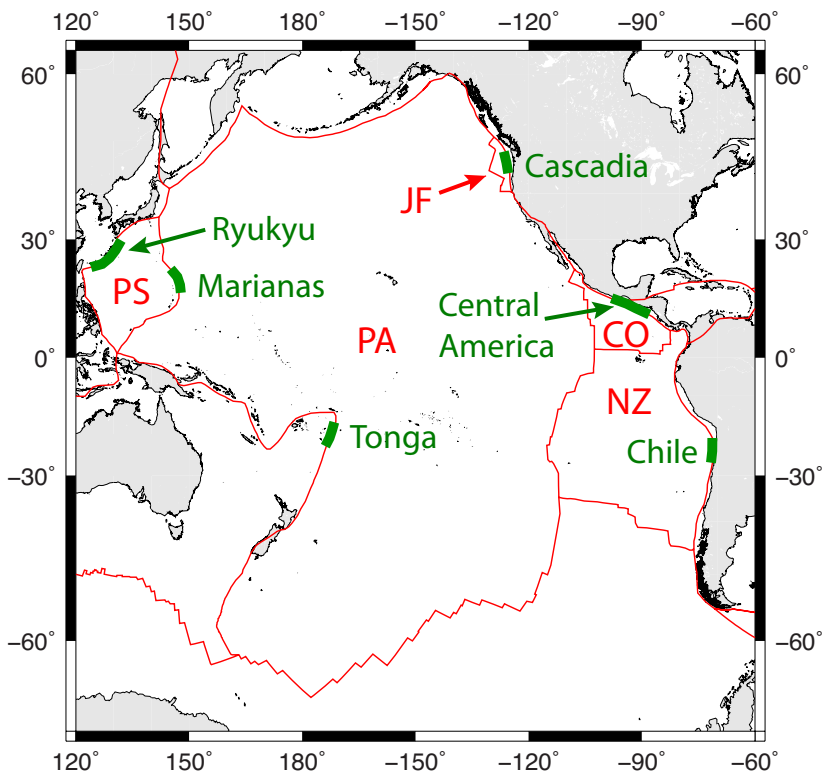 120˚ 150˚ 180˚ −150˚ −120˚ −90˚ −60˚
60˚ 60˚
Cascadia
JF
30˚ Ryukyu 30˚
PS Marianas
Central
America
CO
PA
0˚ 0˚
NZ
Tonga
Chile
−30˚ −30˚
−60˚ −60˚
120˚ 150˚ 180˚ −150˚ −120˚ −90˚ −60˚